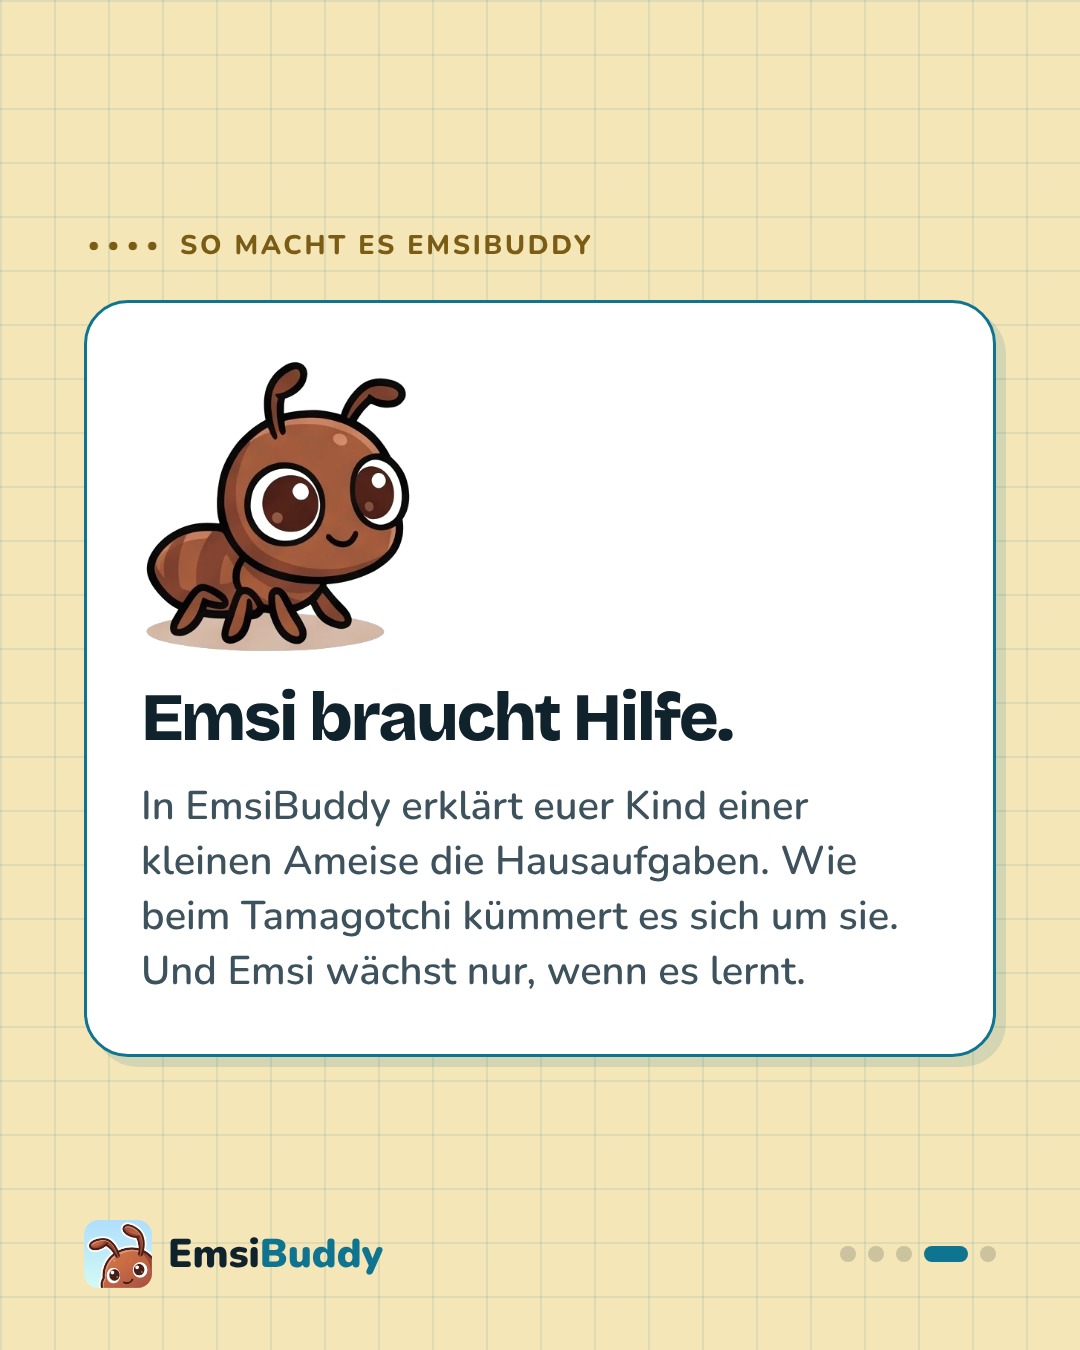 SO MACHT ES EMSIBUDDY
Emsi braucht Hilfe.
In EmsiBuddy erklärt euer Kind einer
kleinen Ameise die Hausaufgaben. Wie
beim Tamagotchi kümmert es sich um sie.
Und Emsi wächst nur, wenn es lernt.
EmsiBuddy